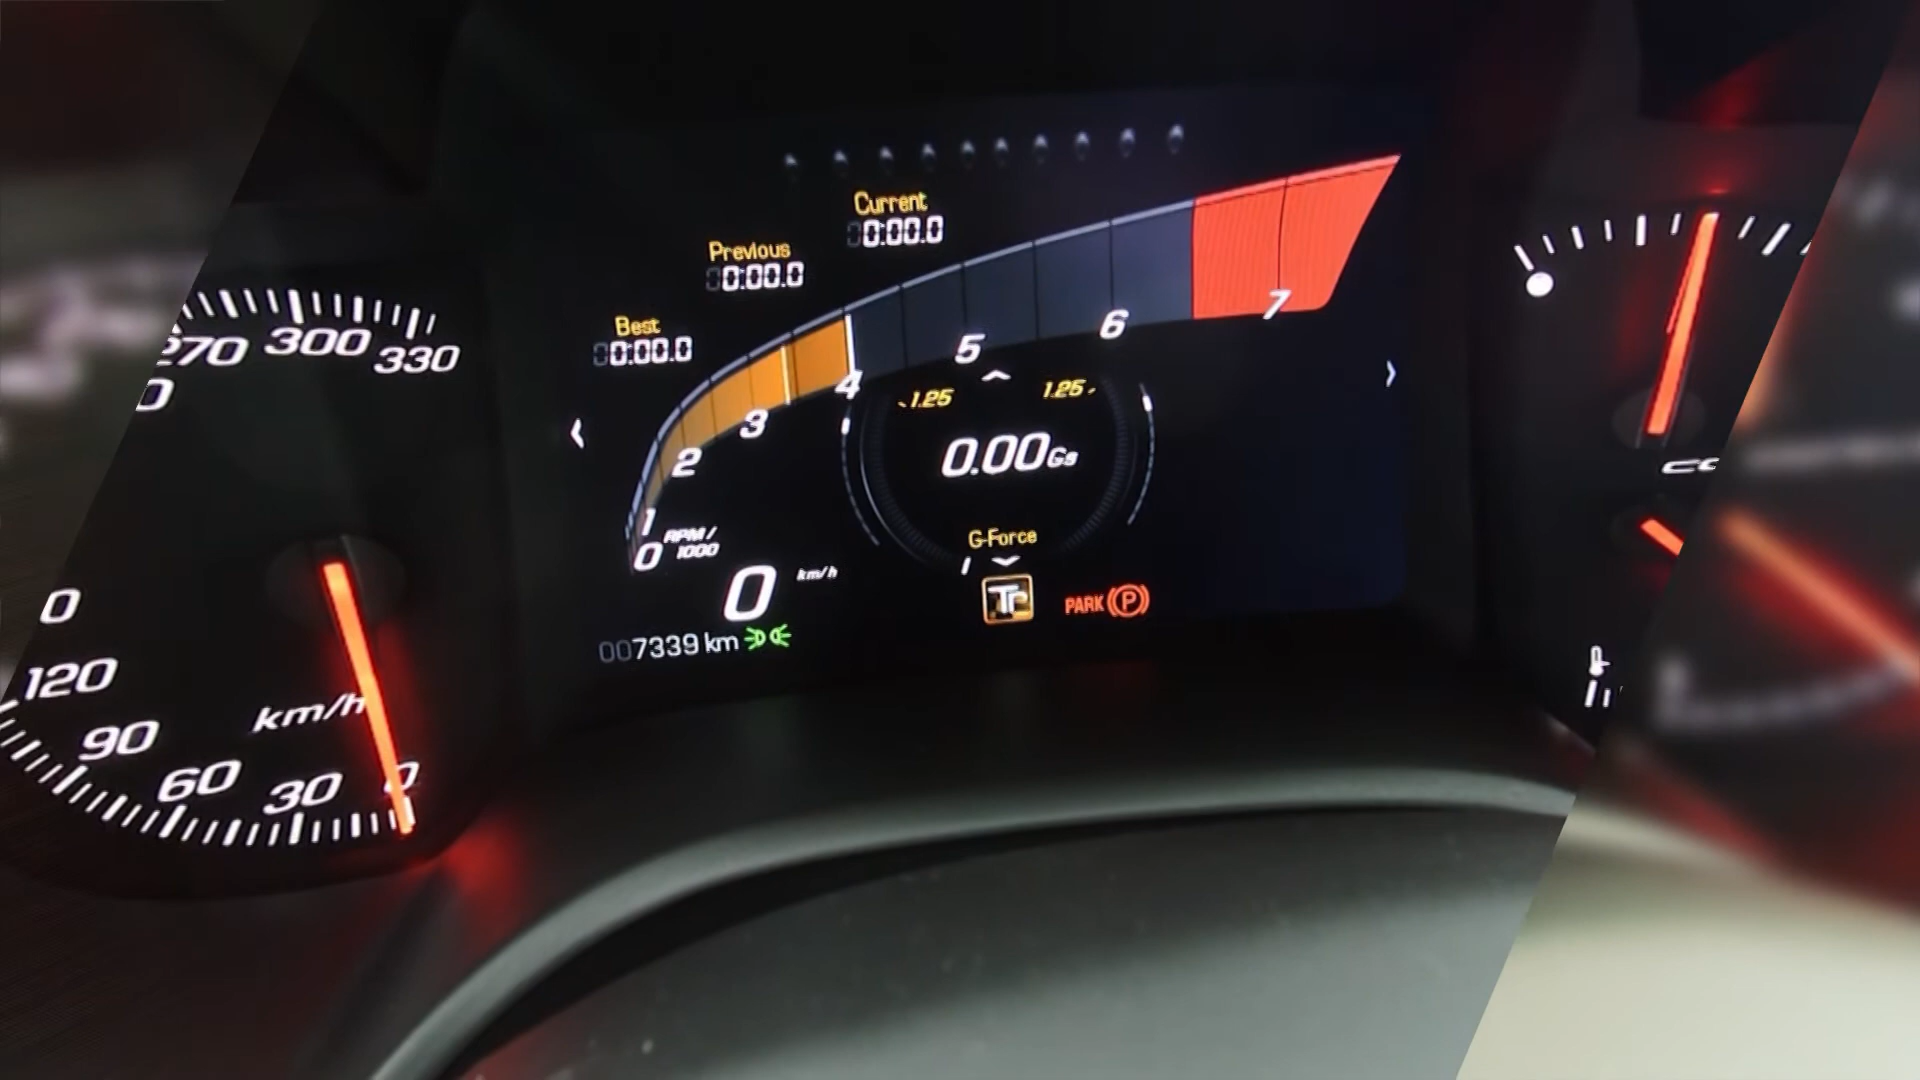 270 300 330
0
0
120
90
60
30
0
km/h
Current
0:00.0
Previous
0:00.0
Best
0:00.0
7
6
5
4
3
2
1
0
RPM/
1000
1.25 1.25
0.00Gs
G-Force
0 km/h
007339 km
PARK P